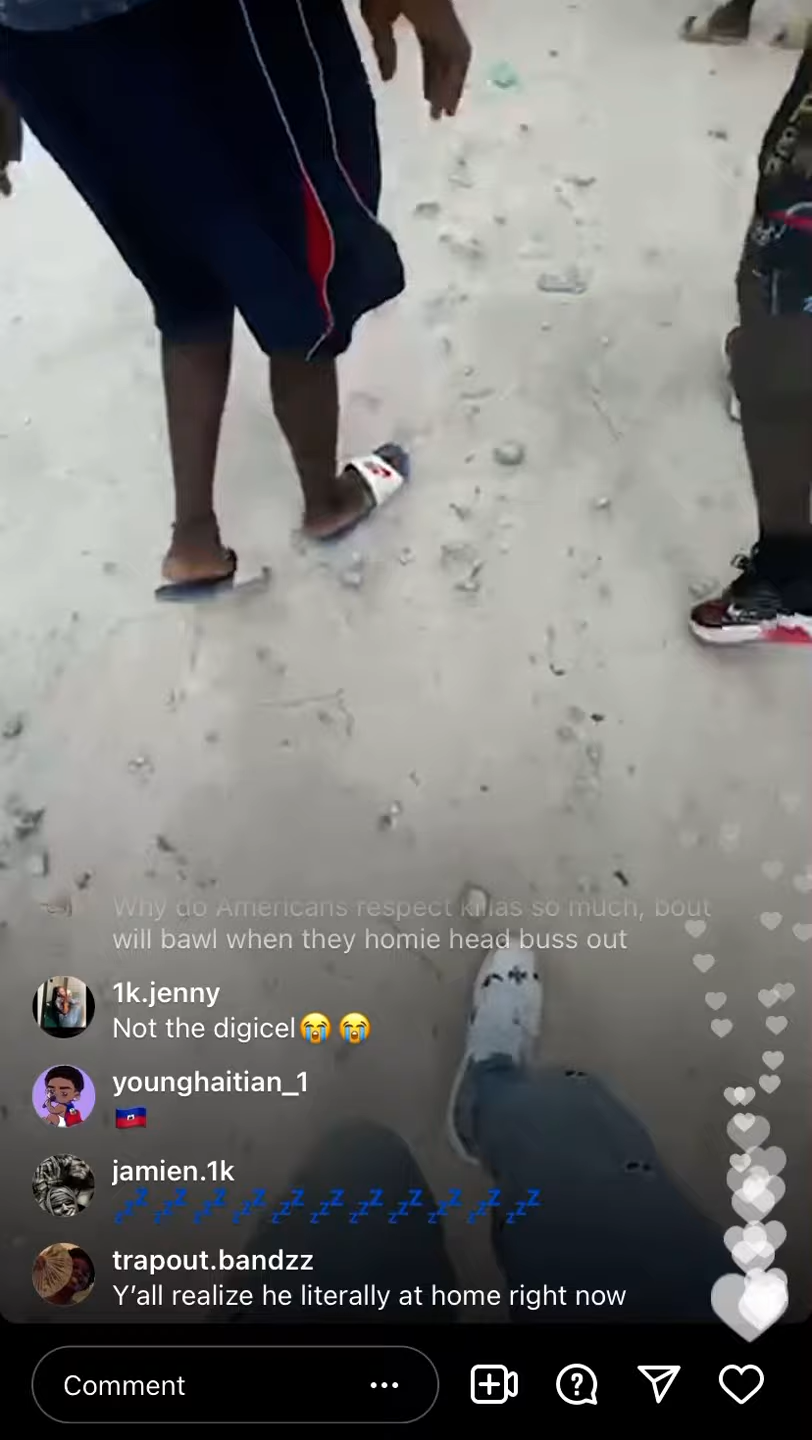 Why do Americans respect killas so much, bout
will bawl when they homie head buss out
1k.jenny
Not the digicel😭😭
younghaitian_1
🇭🇹
jamien.1k
💤💤💤💤💤💤💤💤💤💤💤
trapout.bandzz
Y’all realize he literally at home right now
Comment